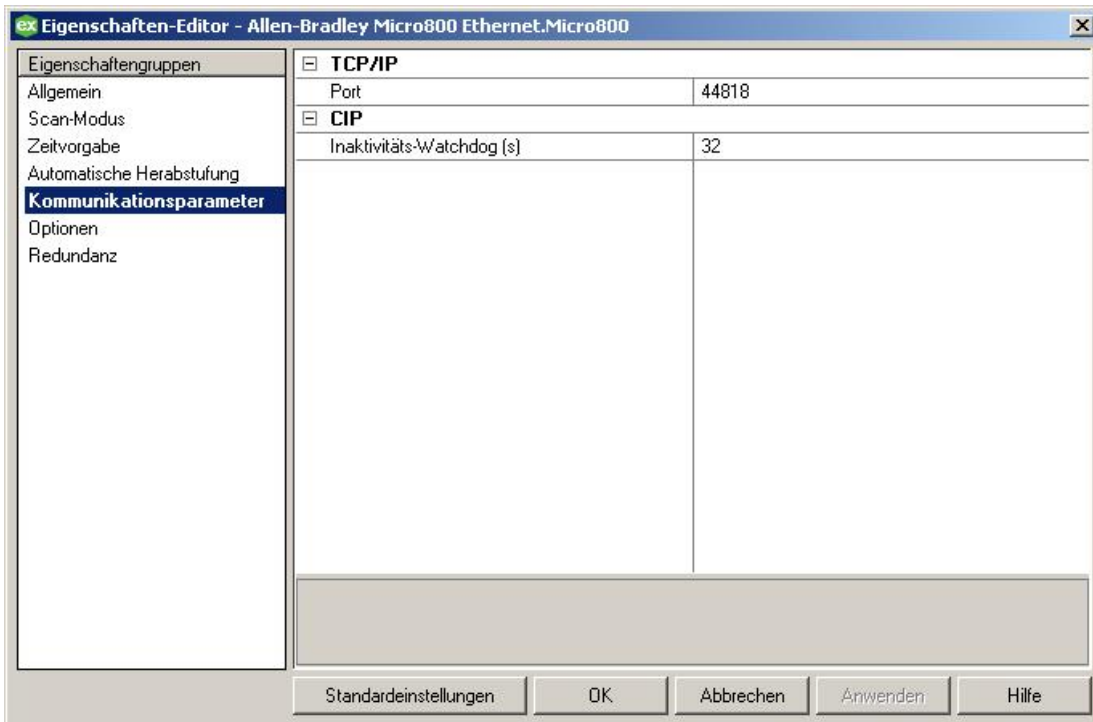 ex Eigenschaften-Editor - Allen-Bradley Micro800 Ethernet.Micro800
Eigenschaftengruppen
Allgemein
Scan-Modus
Zeitvorgabe
Automatische Herabstufung
Kommunikationsparameter
Optionen
Redundanz
TCP/IP
Port 44818
CIP
Inaktivitäts-Watchdog (s) 32
Standardeinstellungen OK Abbrechen Anwenden Hilfe